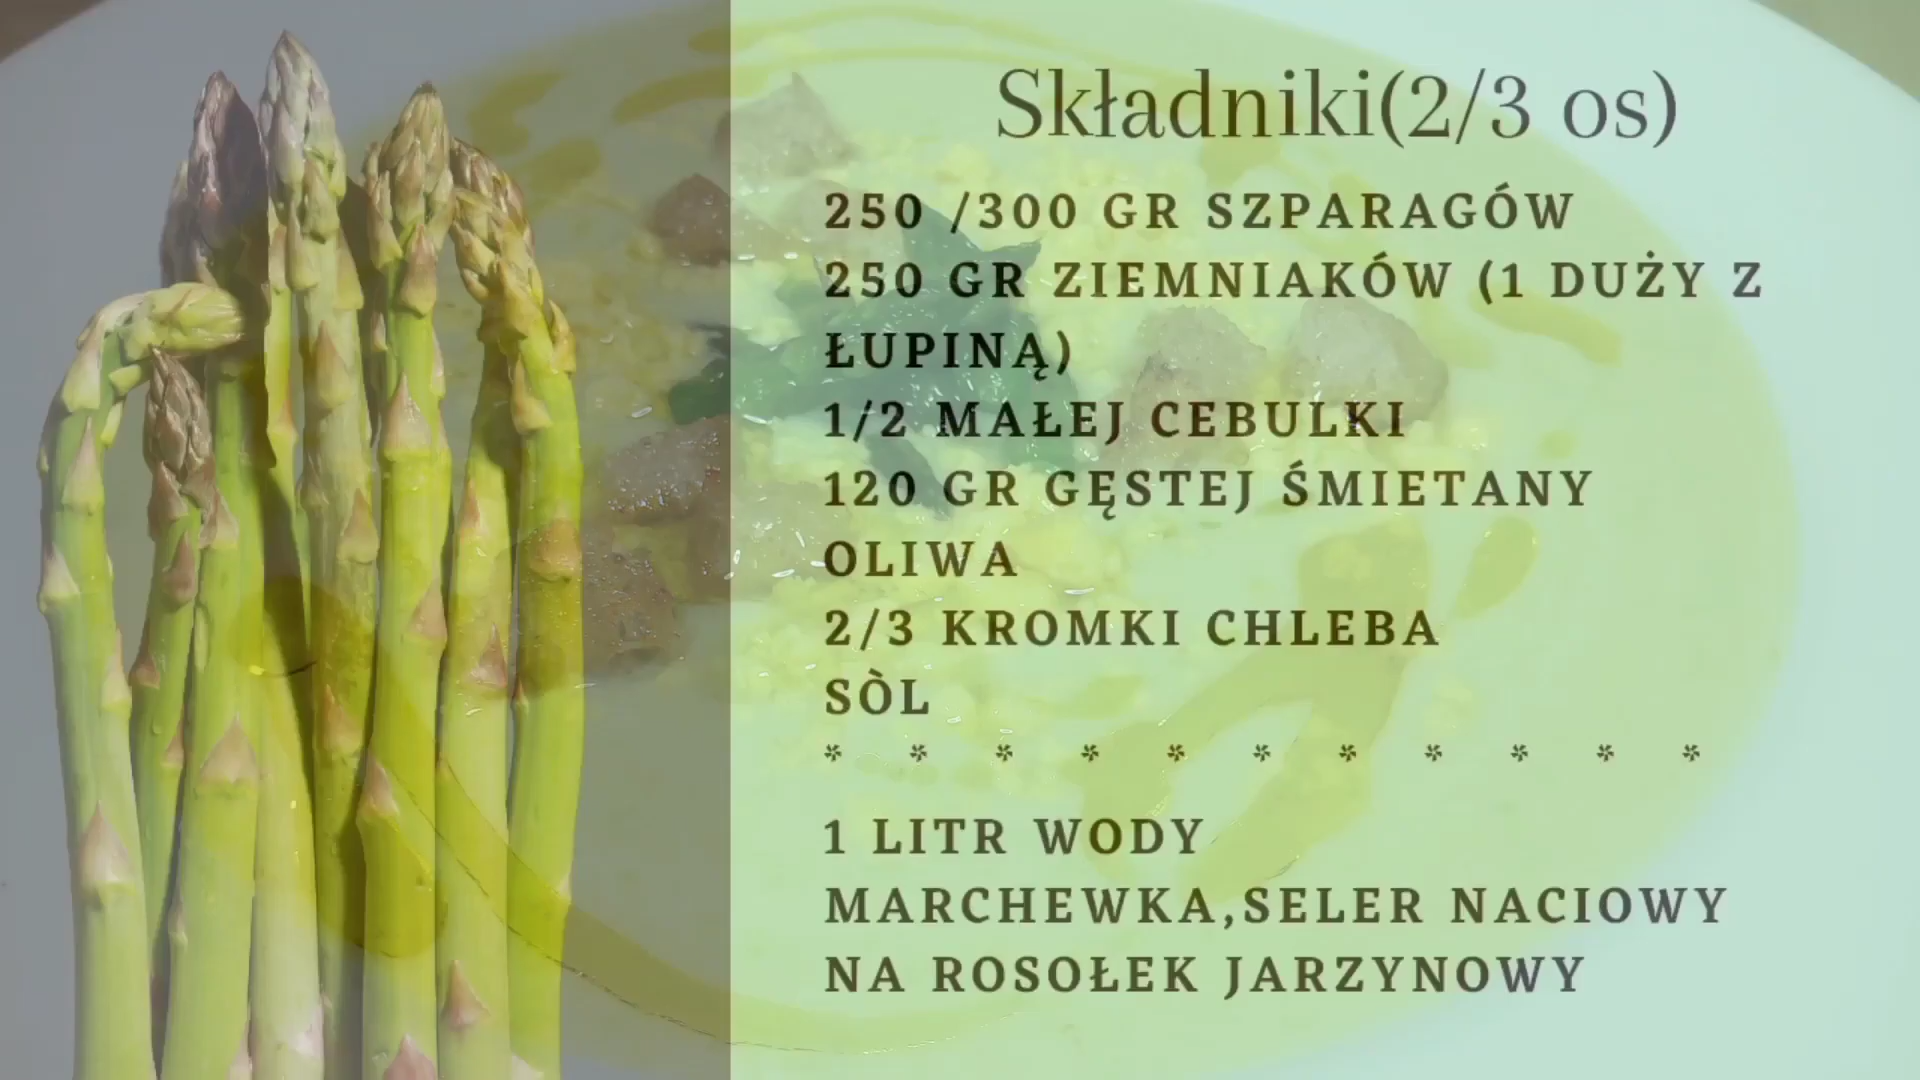 Składniki(2/3 os)
250 /300 GR SZPARAGÓW
250 GR ZIEMNIAKÓW (1 DUŻY Z
ŁUPINĄ)
1/2 MAŁEJ CEBULKI
120 GR GĘSTEJ ŚMIETANY
OLIWA
2/3 KROMKI CHLEBA
SÒL
* * * * * * * * * * *
1 LITR WODY
MARCHEWKA,SELER NACIOWY
NA ROSOŁEK JARZYNOWY